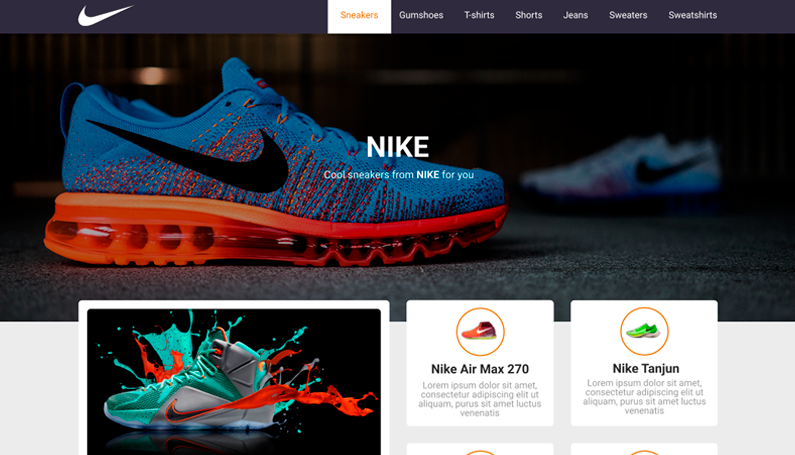 Sneakers Gumshoes T-shirts Shorts Jeans Sweaters Sweatshirts
NIKE
Cool sneakers from NIKE for you
Nike Air Max 270
Lorem ipsum dolor sit amet,
consectetur adipiscing elit ut
aliquam, purus sit amet luctus
venenatis
Nike Tanjun
Lorem ipsum dolor sit amet,
consectetur adipiscing elit ut
aliquam, purus sit amet luctus
venenatis